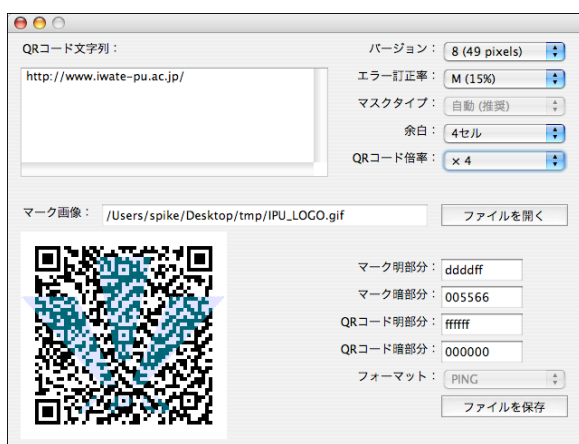 QRコード文字列：
http://www.iwate-pu.ac.jp/
バージョン： 8 (49 pixels)
エラー訂正率： M (15%)
マスクタイプ： 自動 (推奨)
余白： 4セル
QRコード倍率： × 4
マーク画像： /Users/spike/Desktop/tmp/IPU_LOGO.gif ファイルを開く
マーク明部分： ddddff
マーク暗部分： 005566
QRコード明部分： ffffff
QRコード暗部分： 000000
フォーマット： PING
ファイルを保存